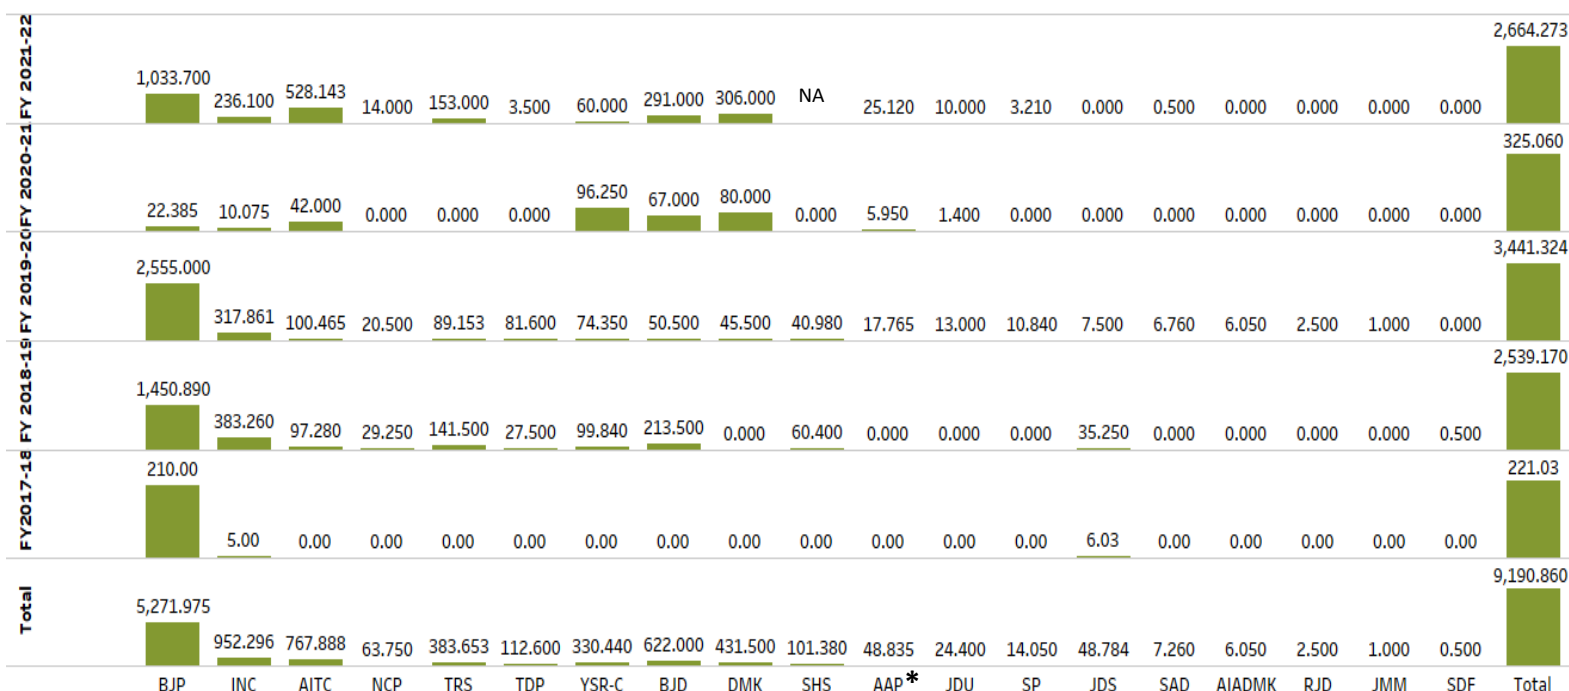 FY 2021-22
1,033.700 236.100 528.143 14.000 153.000 3.500 60.000 291.000 306.000 NA 25.120 10.000 3.210 0.000 0.500 0.000 0.000 0.000 0.000 2,664.273
FY 2020-21
22.385 10.075 42.000 0.000 0.000 0.000 96.250 67.000 80.000 0.000 5.950 1.400 0.000 0.000 0.000 0.000 0.000 0.000 0.000 325.060
FY 2019-20
2,555.000 317.861 100.465 20.500 89.153 81.600 74.350 50.500 45.500 40.980 17.765 13.000 10.840 7.500 6.760 6.050 2.500 1.000 0.000 3,441.324
FY 2018-19
1,450.890 383.260 97.280 29.250 141.500 27.500 99.840 213.500 0.000 60.400 0.000 0.000 0.000 35.250 0.000 0.000 0.000 0.000 0.500 2,539.170
FY2017-18
210.00 5.00 0.00 0.00 0.00 0.00 0.00 0.00 0.00 0.00 0.00 0.00 0.00 6.03 0.00 0.00 0.00 0.00 0.00 221.03
Total
5,271.975 952.296 767.888 63.750 383.653 112.600 330.440 622.000 431.500 101.380 48.835 24.400 14.050 48.784 7.260 6.050 2.500 1.000 0.500 9,190.860
BJP INC AITC NCP TRS TDP YSR-C BJD DMK SHS AAP * JDU SP JDS SAD AIADMK RJD JMM SDF Total